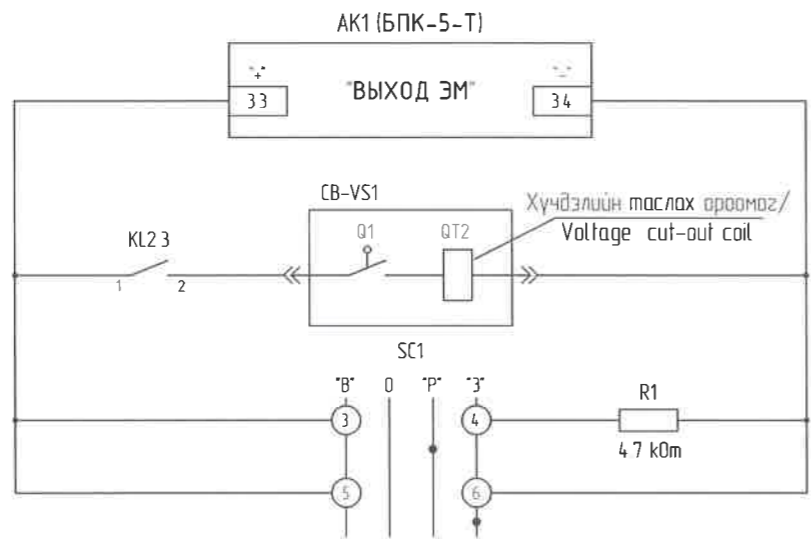 АК1 (БПК-5-Т)
"+" "-"
33 "ВЫХОД ЭМ" 34
CB-VS1
Хүчдэлийн таслах ороомог/
Voltage cut-out coil
KL2 3
Q1 QT2
1 2
SC1
"В" 0 "Р" "З"
3 4 R1
4 7 kOm
5 6